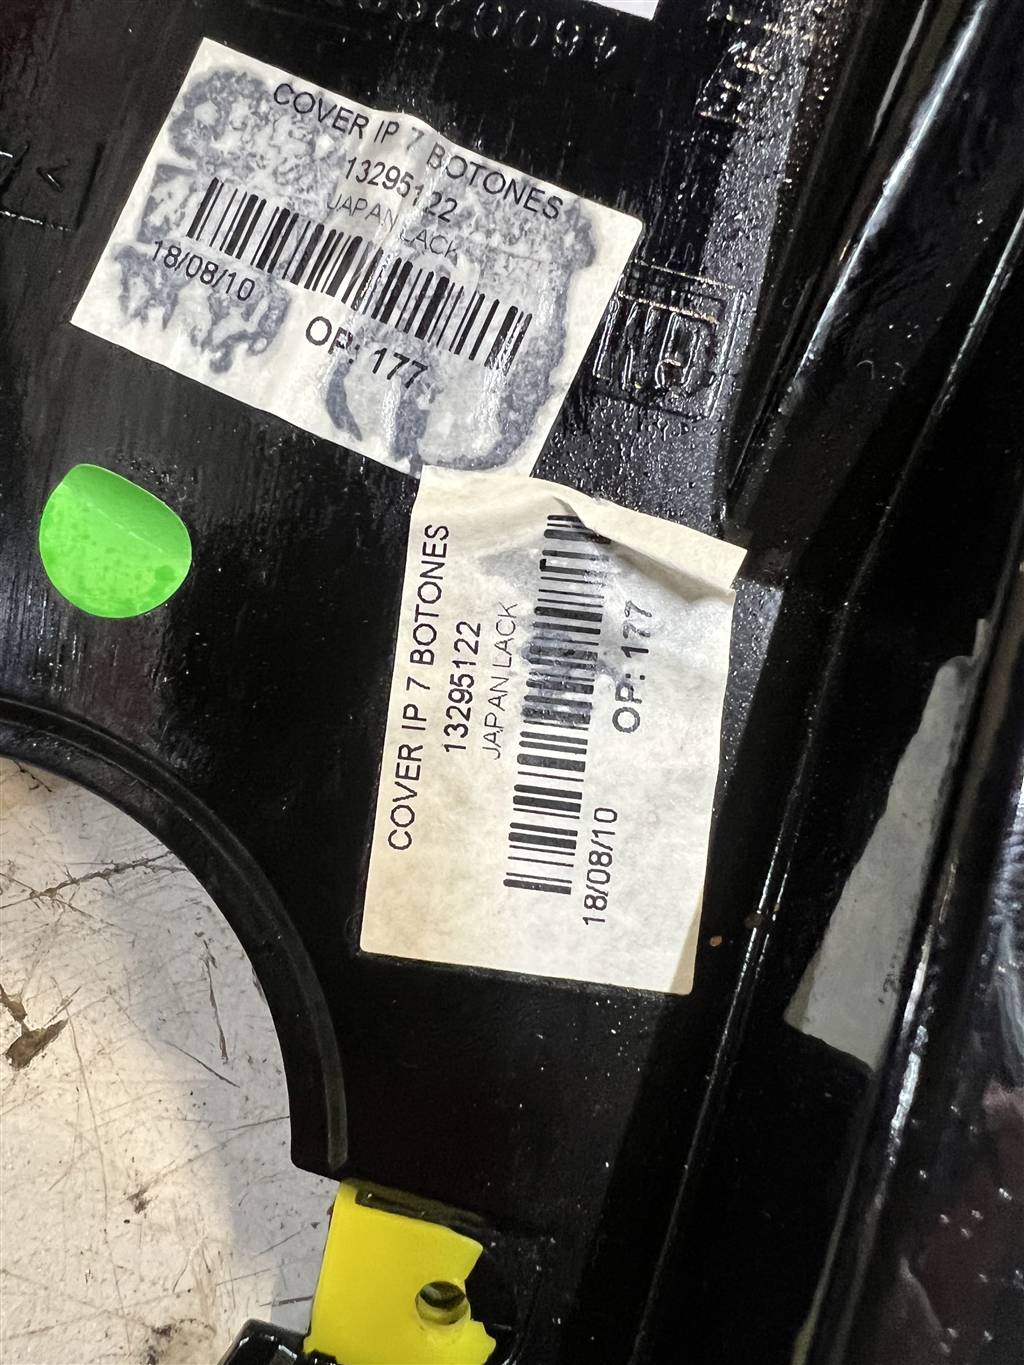 COVER IP 7 BOTONES
13295122
JAPAN LACK
18/08/10
OP: 177
GM
COVER IP 7 BOTONES
13295122
JAPAN LACK
OP: 177
18/08/10